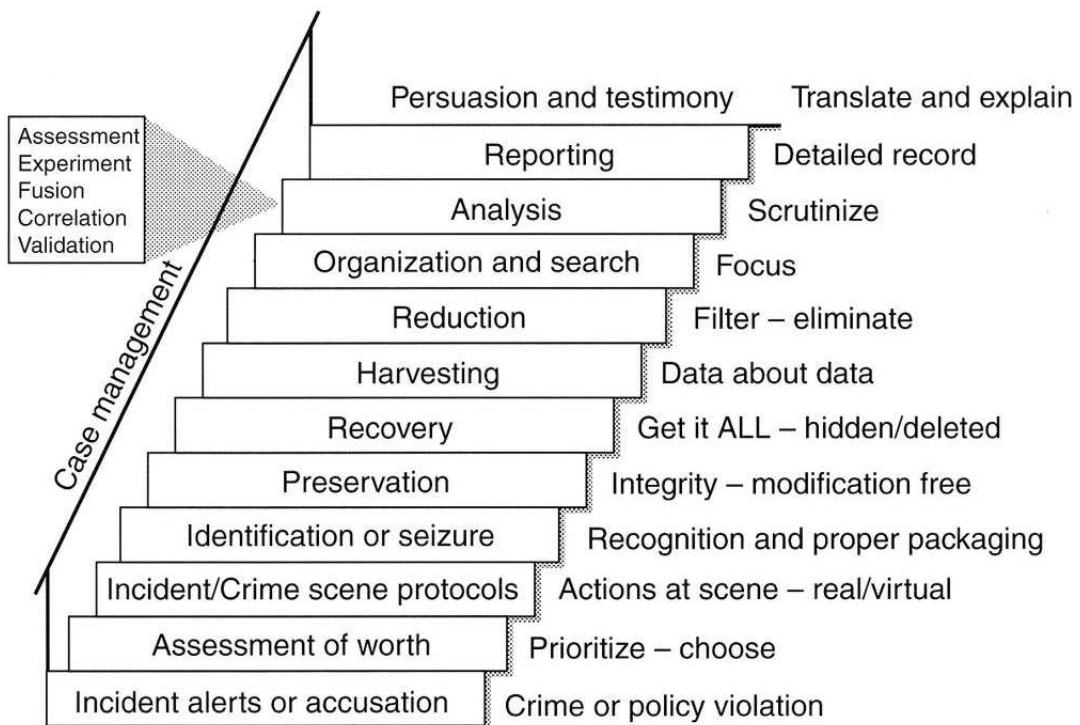 Persuasion and testimony Translate and explain
Assessment
Experiment
Fusion
Correlation
Validation
Reporting Detailed record
Analysis Scrutinize
Organization and search Focus
Reduction Filter – eliminate
Harvesting Data about data
Case management
Recovery Get it ALL – hidden/deleted
Preservation Integrity – modification free
Identification or seizure Recognition and proper packaging
Incident/Crime scene protocols Actions at scene – real/virtual
Assessment of worth Prioritize – choose
Incident alerts or accusation Crime or policy violation